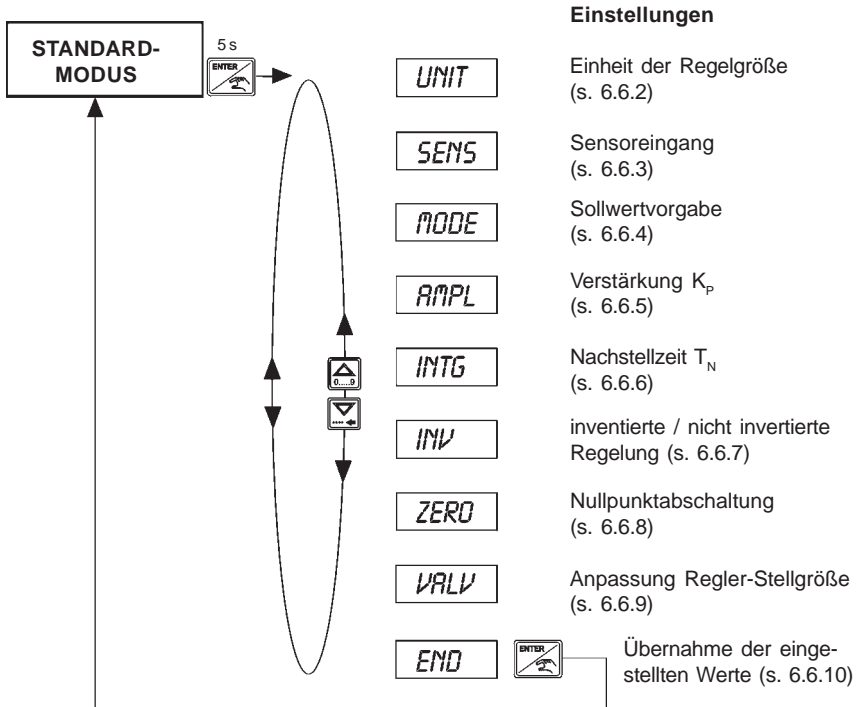 Einstellungen
STANDARD-
MODUS
5 s
ENTER
UNIT
Einheit der Regelgröße
(s. 6.6.2)
SENS
Sensoreingang
(s. 6.6.3)
MODE
Sollwertvorgabe
(s. 6.6.4)
AMPL
Verstärkung KP
(s. 6.6.5)
INTG
Nachstellzeit TN
(s. 6.6.6)
0.....9
INV
inventierte / nicht invertierte
Regelung (s. 6.6.7)
ZERO
Nullpunktabschaltung
(s. 6.6.8)
VALV
Anpassung Regler-Stellgröße
(s. 6.6.9)
END
ENTER
Übernahme der einge-
stellten Werte (s. 6.6.10)